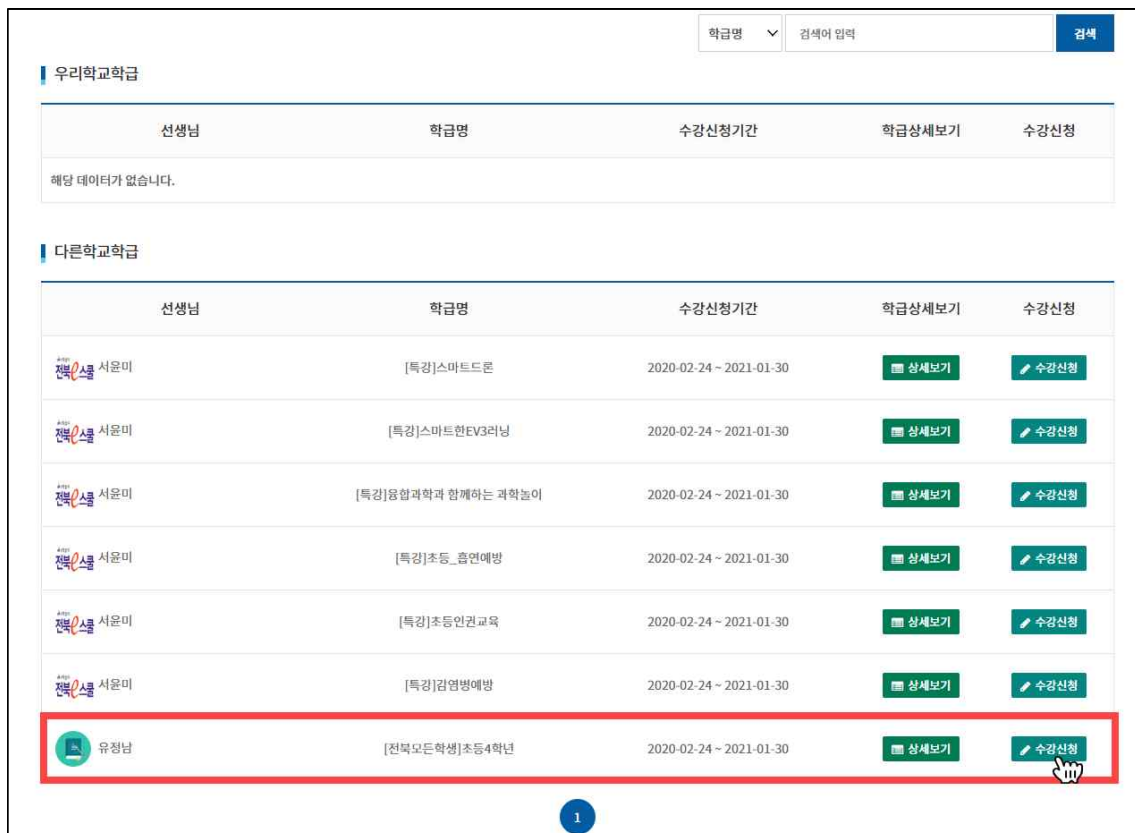 학급명 검색어 입력 검색
우리학교학급
선생님 학급명 수강신청기간 학급상세보기 수강신청
해당 데이터가 없습니다.
다른학교학급
선생님 학급명 수강신청기간 학급상세보기 수강신청
전북e스쿨 서윤미 [특강]스마트드론 2020-02-24 ~ 2021-01-30 상세보기 수강신청
전북e스쿨 서윤미 [특강]스마트한EV3러닝 2020-02-24 ~ 2021-01-30 상세보기 수강신청
전북e스쿨 서윤미 [특강]융합과학과 함께하는 과학놀이 2020-02-24 ~ 2021-01-30 상세보기 수강신청
전북e스쿨 서윤미 [특강]초등_흡연예방 2020-02-24 ~ 2021-01-30 상세보기 수강신청
전북e스쿨 서윤미 [특강]초등인권교육 2020-02-24 ~ 2021-01-30 상세보기 수강신청
전북e스쿨 서윤미 [특강]감염병예방 2020-02-24 ~ 2021-01-30 상세보기 수강신청
유정남 [전북모든학생]초등4학년 2020-02-24 ~ 2021-01-30 상세보기 수강신청
1